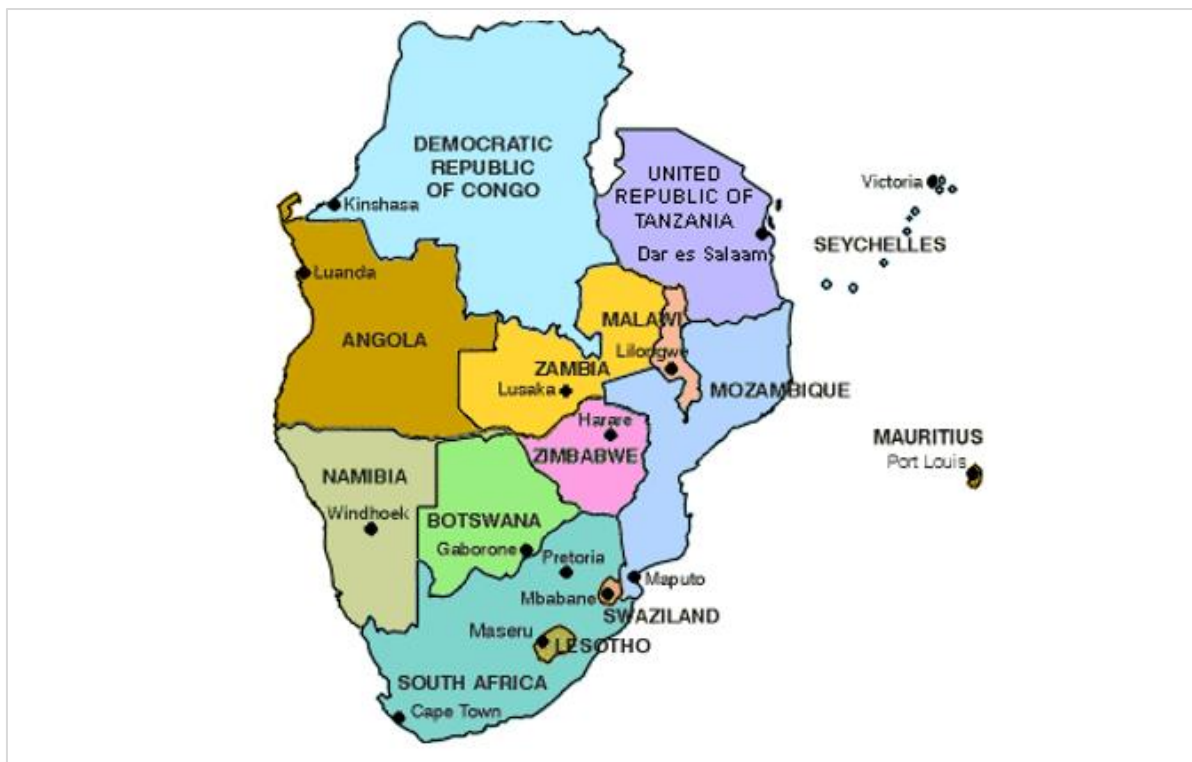 DEMOCRATIC
REPUBLIC
OF CONGO
Kinshasa
UNITED
REPUBLIC OF
TANZANIA
Dar es Salaam
Victoria
SEYCHELLES
Luanda
ANGOLA
MALAWI
Lilongwe
ZAMBIA
Lusaka
MOZAMBIQUE
Harare
ZIMBABWE
MAURITIUS
Port Louis
NAMIBIA
Windhoek
BOTSWANA
Gaborone
Pretoria
Maputo
Mbabane
SWAZILAND
Maseru
LESOTHO
SOUTH AFRICA
Cape Town